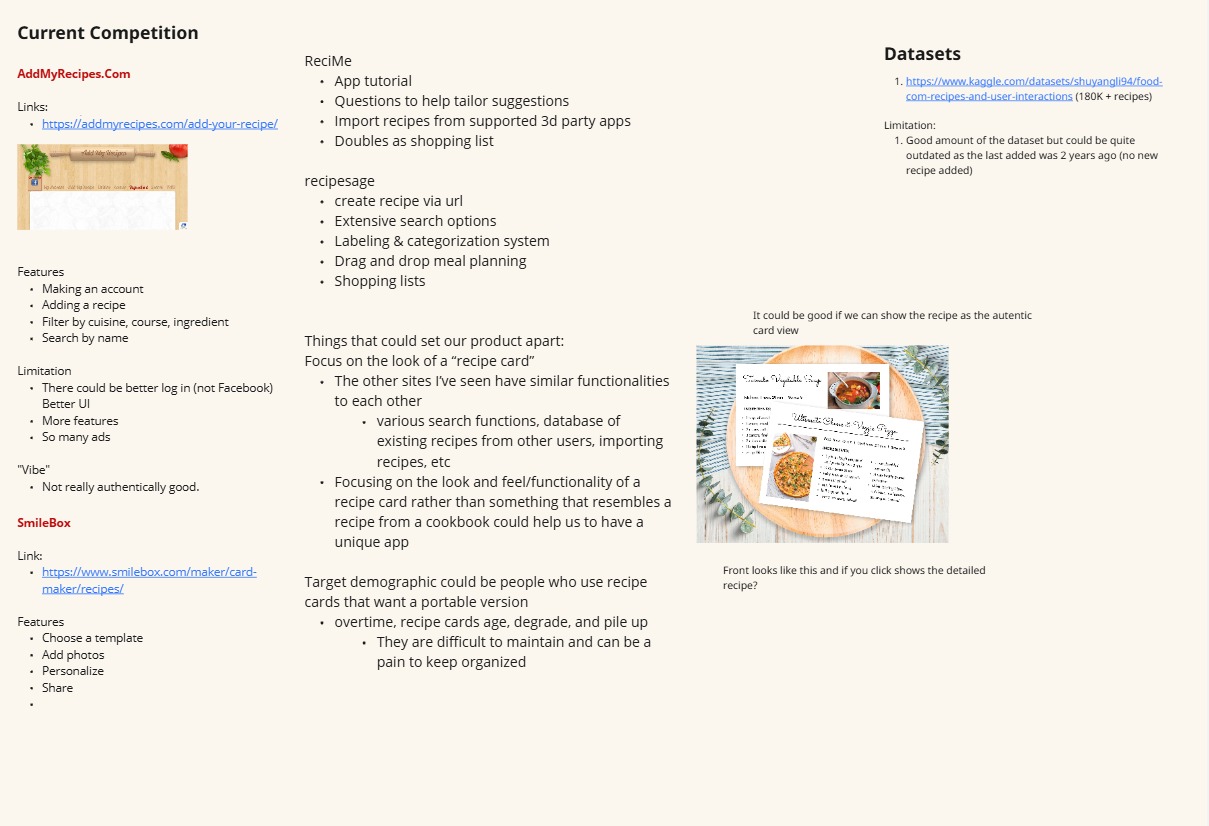 Current Competition
AddMyRecipes.Com
Links:
• https://addmyrecipes.com/add-your-recipe/
Add My Recipes
Features
• Making an account
• Adding a recipe
• Filter by cuisine, course, ingredient
• Search by name
Limitation
• There could be better log in (not Facebook)
Better UI
• More features
• So many ads
"Vibe"
• Not really authentically good.
SmileBox
Link:
• https://www.smilebox.com/maker/card-
maker/recipes/
Features
• Choose a template
• Add photos
• Personalize
• Share
•
ReciMe
• App tutorial
• Questions to help tailor suggestions
• Import recipes from supported 3d party apps
• Doubles as shopping list
recipesage
• create recipe via url
• Extensive search options
• Labeling & categorization system
• Drag and drop meal planning
• Shopping lists
Things that could set our product apart:
Focus on the look of a “recipe card”
• The other sites I’ve seen have similar functionalities
to each other
• various search functions, database of
existing recipes from other users, importing
recipes, etc
• Focusing on the look and feel/functionality of a
recipe card rather than something that resembles a
recipe from a cookbook could help us to have a
unique app
Target demographic could be people who use recipe
cards that want a portable version
• overtime, recipe cards age, degrade, and pile up
• They are difficult to maintain and can be a
pain to keep organized
Datasets
1. https://www.kaggle.com/datasets/shuyangli94/food-
com-recipes-and-user-interactions (180K + recipes)
Limitation:
1. Good amount of the dataset but could be quite
outdated as the last added was 2 years ago (no new
recipe added)
It could be good if we can show the recipe as the autentic
card view
Tomato Vegetable Soup
INGREDIENTS
Ultimate Cheese & Veggie Pizza
INGREDIENTS
Front looks like this and if you click shows the detailed
recipe?